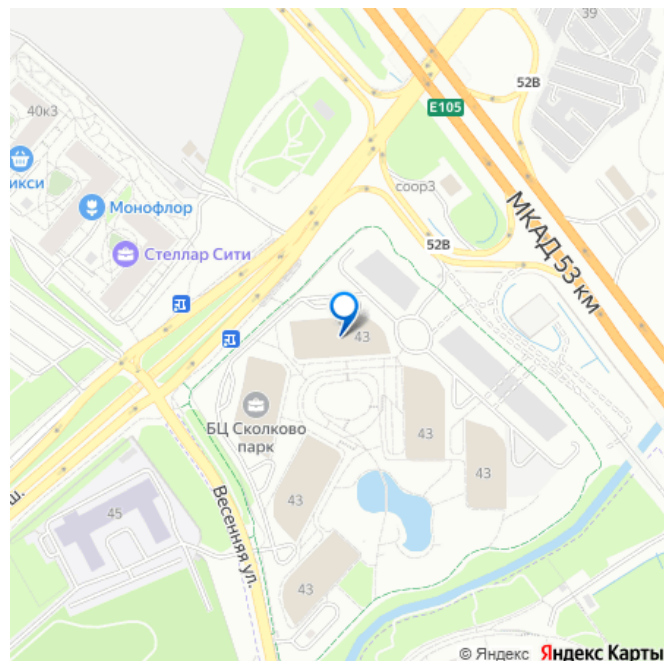 39
52В
40к3
E105
икси
соор3
Монофлор
МКАД 53 км
52В
Стеллар Сити
43
БЦ Сколково
парк
43
43
43
ш.
45
Весенняя ул.
43
© Яндекс Яндекс Карты